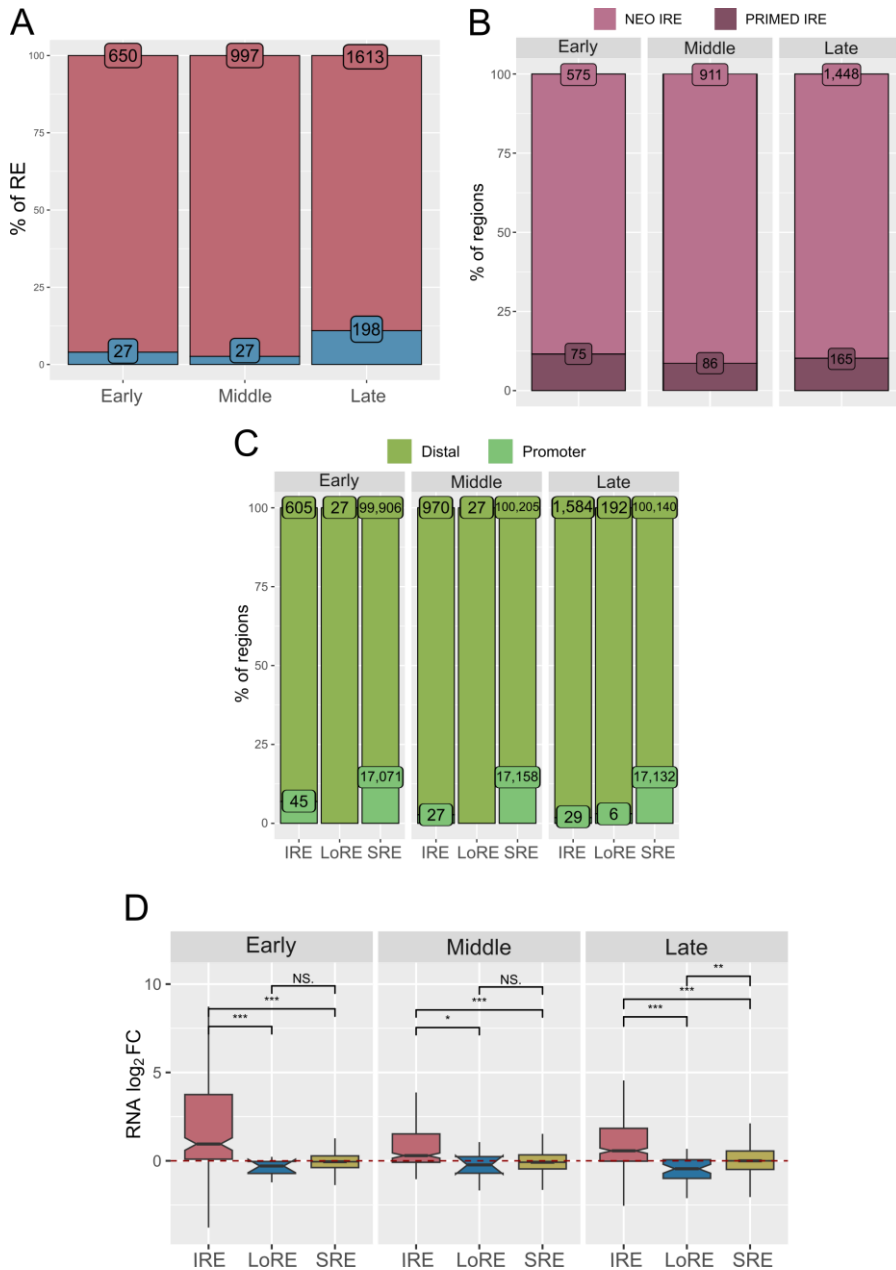 A
650 997 1613
100
75
50
25
0
% of RE
27 27 198
Early Middle Late
B
NEO IRE PRIMED IRE
Early Middle Late
575 911 1,448
100
75
50
25
0
% of regions
75 86 165
C
Distal Promoter
Early Middle Late
605 27 99,906 970 27 100,205 1,584 192 100,140
100
75
50
25
0
% of regions
45 17,071 27 17,158 29 6 17,132
IRE LoRE SRE IRE LoRE SRE IRE LoRE SRE
D
Early Middle Late
10
5
0
RNA log₂ FC
NS. NS. **
*** *** ***
*** * ***
IRE LoRE SRE IRE LoRE SRE IRE LoRE SRE